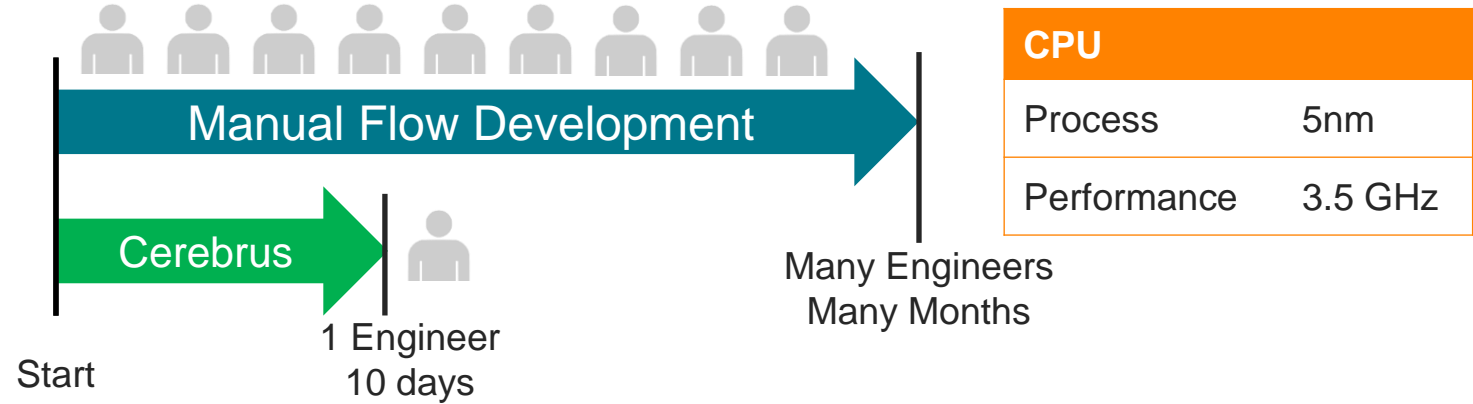 Manual Flow Development
Cerebrus
Start
1 Engineer
10 days
Many Engineers
Many Months
CPU
Process 5nm
Performance 3.5 GHz